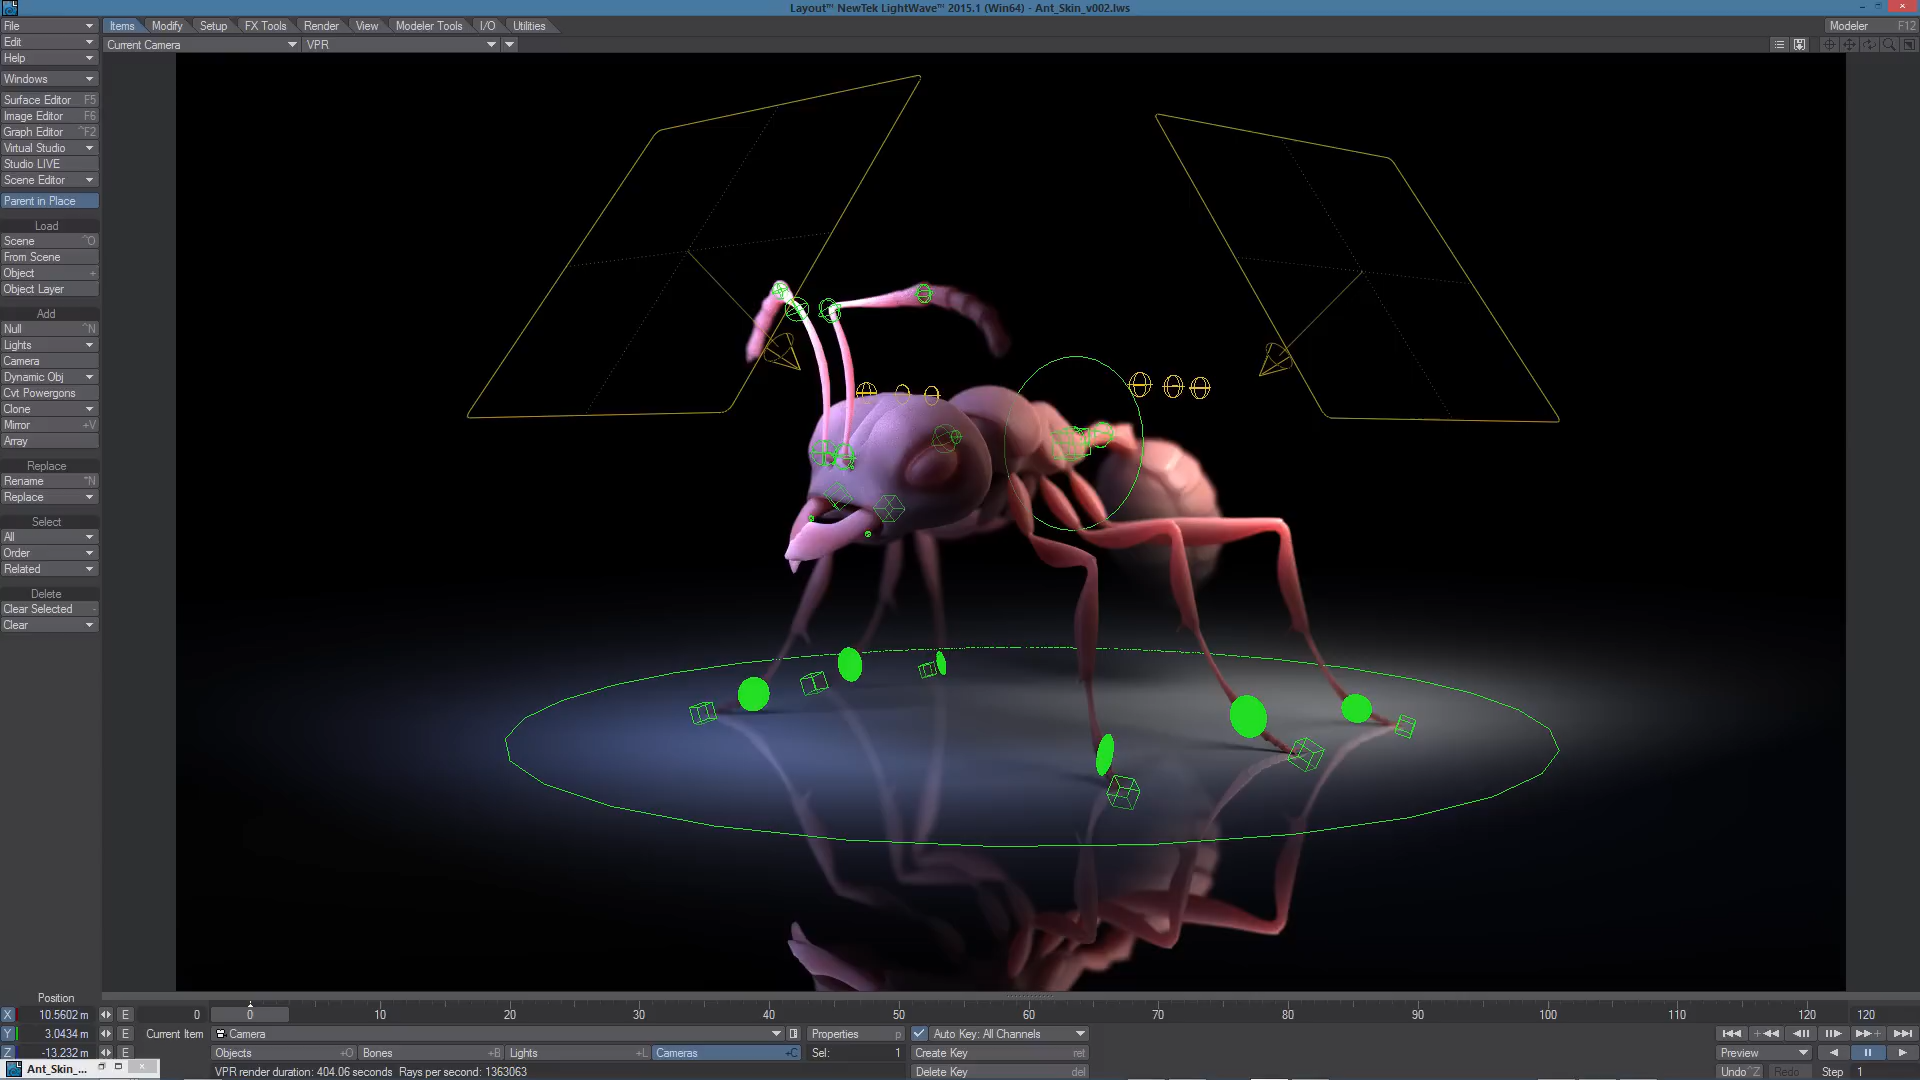 Layout™ NewTek LightWave™ 2015.1 (Win64) - Ant_Skin_v002.lws
File
Items Modify Setup FX Tools Render View Modeler Tools I/O Utilities
Modeler F12
Edit
Current Camera VPR
Help
Windows
Surface Editor F5
Image Editor F6
Graph Editor ^F2
Virtual Studio
Studio LIVE
Scene Editor
Parent in Place
Load
Scene ^O
From Scene
Object +
Object Layer
Add
Null ^N
Lights
Camera
Dynamic Obj
Cvt Powergons
Clone
Mirror +V
Array
Replace
Rename ^N
Replace
Select
All
Order
Related
Delete
Clear Selected -
Clear
Position
X 10.5602 m E 0 0 10 20 30 40 50 60 70 80 90 100 110 120 120
Y 3.0434 m E Current Item Camera Properties p Auto Key: All Channels
Z -13.232 m E Objects +O Bones +B Lights +L Cameras +C Sel: 1 Create Key ret Preview
Ant_Skin_... VPR render duration: 404.06 seconds Rays per second: 1363063 Delete Key del Undo ^Z Redo Step 1